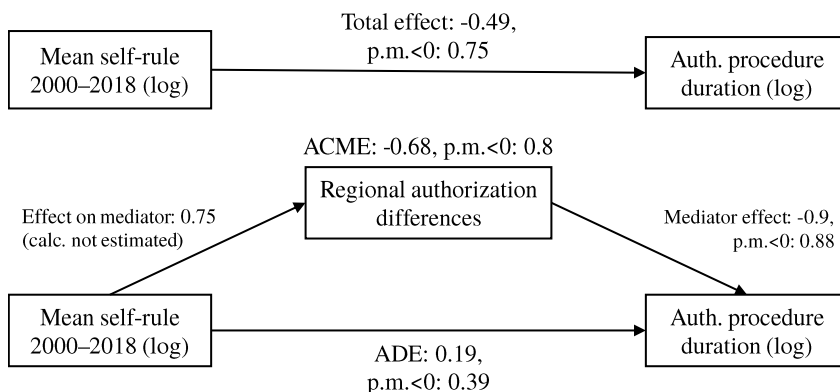 Total effect: -0.49,
p.m.<0: 0.75
Mean self-rule
2000–2018 (log)
Auth. procedure
duration (log)
ACME: -0.68, p.m.<0: 0.8
Regional authorization
differences
Effect on mediator: 0.75
(calc. not estimated)
Mediator effect: -0.9,
p.m.<0: 0.88
Mean self-rule
2000–2018 (log)
Auth. procedure
duration (log)
ADE: 0.19,
p.m.<0: 0.39